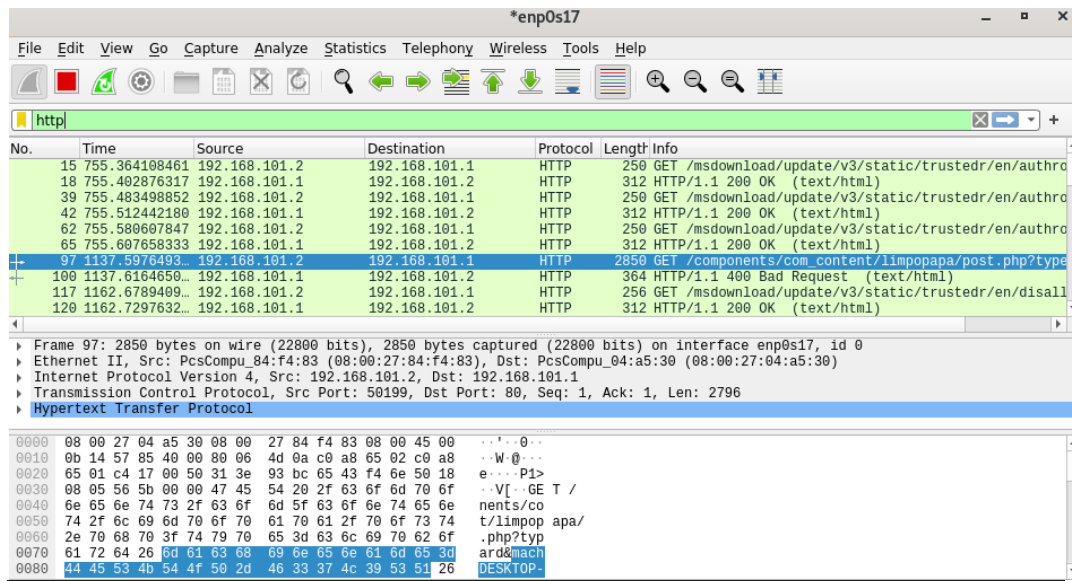 *enp0s17
File Edit View Go Capture Analyze Statistics Telephony Wireless Tools Help
http
No. Time Source Destination Protocol Length Info
15 755.364108461 192.168.101.2 192.168.101.1 HTTP 250 GET /msdownload/update/v3/static/trustedr/en/authro
18 755.402876317 192.168.101.1 192.168.101.2 HTTP 312 HTTP/1.1 200 OK (text/html)
39 755.483498852 192.168.101.2 192.168.101.1 HTTP 250 GET /msdownload/update/v3/static/trustedr/en/authro
42 755.512442180 192.168.101.1 192.168.101.2 HTTP 312 HTTP/1.1 200 OK (text/html)
62 755.580607847 192.168.101.2 192.168.101.1 HTTP 250 GET /msdownload/update/v3/static/trustedr/en/authro
65 755.607658333 192.168.101.1 192.168.101.2 HTTP 312 HTTP/1.1 200 OK (text/html)
97 1137.5976493… 192.168.101.2 192.168.101.1 HTTP 2850 GET /components/com_content/limpopapa/post.php?type
100 1137.6164650… 192.168.101.1 192.168.101.2 HTTP 364 HTTP/1.1 400 Bad Request (text/html)
117 1162.6789409… 192.168.101.2 192.168.101.1 HTTP 256 GET /msdownload/update/v3/static/trustedr/en/disall
120 1162.7297632… 192.168.101.1 192.168.101.2 HTTP 312 HTTP/1.1 200 OK (text/html)
Frame 97: 2850 bytes on wire (22800 bits), 2850 bytes captured (22800 bits) on interface enp0s17, id 0
Ethernet II, Src: PcsCompu_84:f4:83 (08:00:27:84:f4:83), Dst: PcsCompu_04:a5:30 (08:00:27:04:a5:30)
Internet Protocol Version 4, Src: 192.168.101.2, Dst: 192.168.101.1
Transmission Control Protocol, Src Port: 50199, Dst Port: 80, Seq: 1, Ack: 1, Len: 2796
Hypertext Transfer Protocol
0000 08 00 27 04 a5 30 08 00 27 84 f4 83 08 00 45 00 ··'··0··
0010 0b 14 57 85 40 00 80 06 4d 0a c0 a8 65 02 c0 a8 ··W·@···
0020 65 01 c4 17 00 50 31 3e 93 bc 65 43 f4 6e 50 18 e····P1>
0030 08 05 56 5b 00 00 47 45 54 20 2f 63 6f 6d 70 6f ··V[··GE T /
0040 6e 65 6e 74 73 2f 63 6f 6d 5f 63 6f 6e 74 65 6e nents/co
0050 74 2f 6c 69 6d 70 6f 70 61 70 61 2f 70 6f 73 74 t/limpop apa/
0060 2e 70 68 70 3f 74 79 70 65 3d 63 6c 69 70 62 6f .php?typ
0070 61 72 64 26 6d 61 63 68 69 6e 65 6e 61 6d 65 3d ard&mach
0080 44 45 53 4b 54 4f 50 2d 46 33 37 4c 39 53 51 26 DESKTOP-